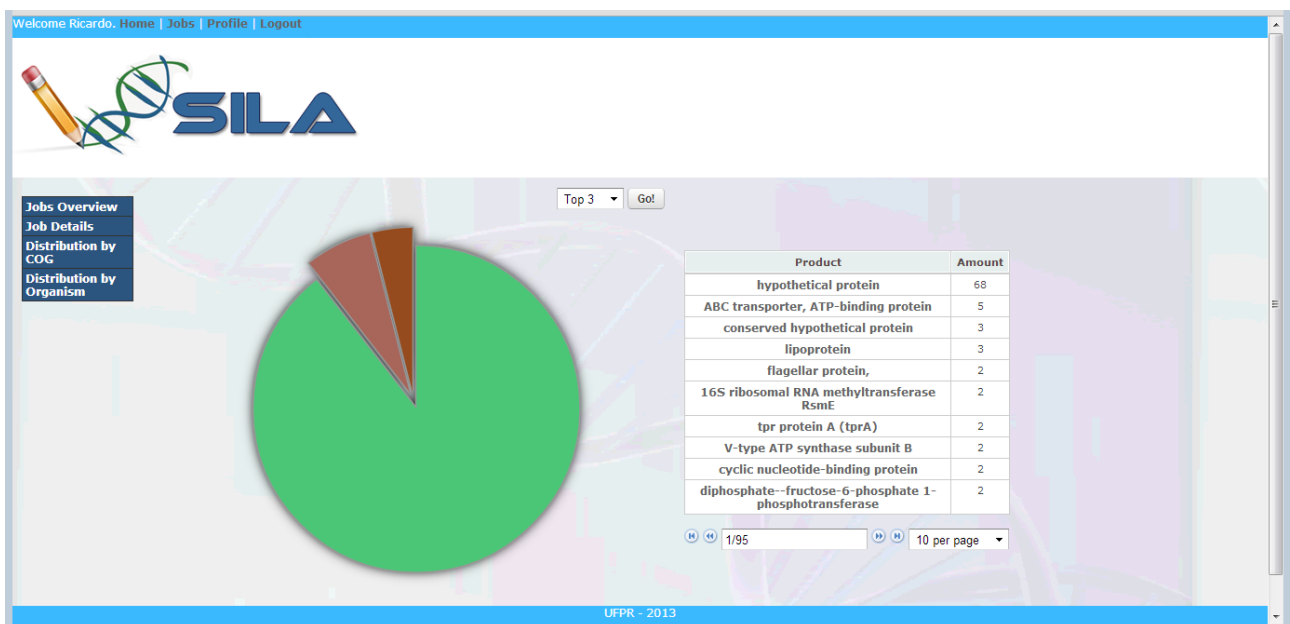 Welcome Ricardo. Home | Jobs | Profile | Logout
SILA
Top 3 Go!
Jobs Overview
Job Details
Distribution by
COG
Distribution by
Organism
Product Amount
hypothetical protein 68
ABC transporter, ATP-binding protein 5
conserved hypothetical protein 3
lipoprotein 3
flagellar protein, 2
16S ribosomal RNA methyltransferase 2
RsmE
tpr protein A (tprA) 2
V-type ATP synthase subunit B 2
cyclic nucleotide-binding protein 2
diphosphate--fructose-6-phosphate 1- 2
phosphotransferase
1/95 10 per page
UFPR - 2013